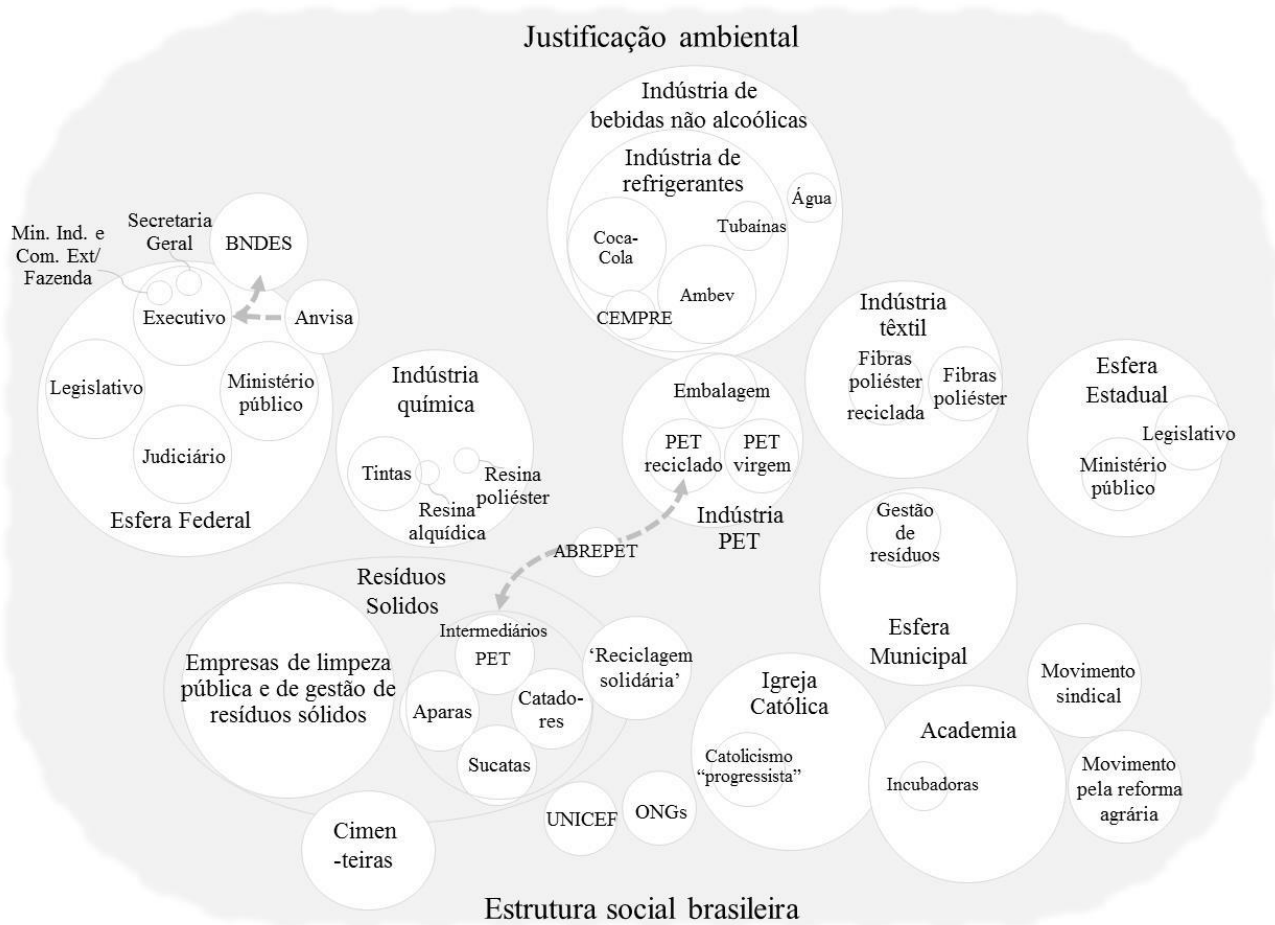 Justificação ambiental
Indústria de
bebidas não alcoólicas
Indústria de
refrigerantes
Água
Tubaínas
Coca-
Cola
Ambev
CEMPRE
Secretaria
Geral
Min. Ind. e
Com. Ext/
Fazenda
BNDES
Executivo
Anvisa
Legislativo
Ministério
público
Judiciário
Esfera Federal
Indústria
química
Tintas
Resina
poliéster
Resina
alquídica
Embalagem
PET
reciclado
PET
virgem
Indústria
PET
Indústria
têxtil
Fibras
poliéster
reciclada
Fibras
poliéster
Esfera
Estadual
Legislativo
Ministério
público
Gestão
de
resíduos
Esfera
Municipal
ABREPET
Resíduos
Solidos
Empresas de limpeza
pública e de gestão de
resíduos sólidos
Intermediários
PET
Aparas
Catado-
res
Sucatas
‘Reciclagem
solidária’
Igreja
Católica
Catolicismo
“progressista”
Academia
Incubadoras
Movimento
sindical
Movimento
pela reforma
agrária
UNICEF
ONGs
Cimen
-teiras
Estrutura social brasileira